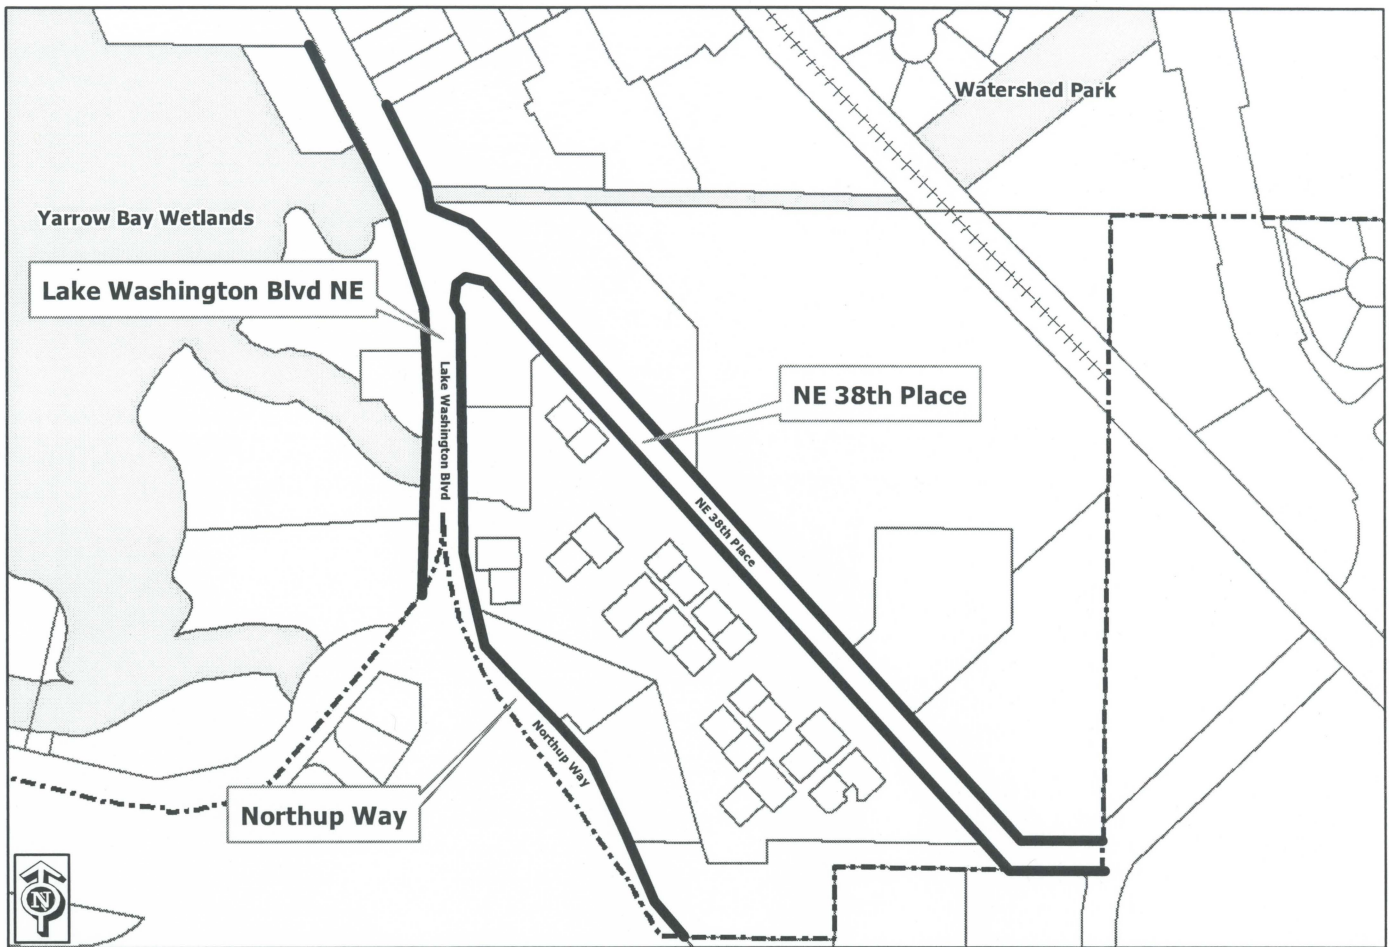 Watershed Park
Yarrow Bay Wetlands
Lake Washington Blvd NE
NE 38th Place
Lake Washington Blvd
NE 38th Place
Northup Way
Northup Way
N